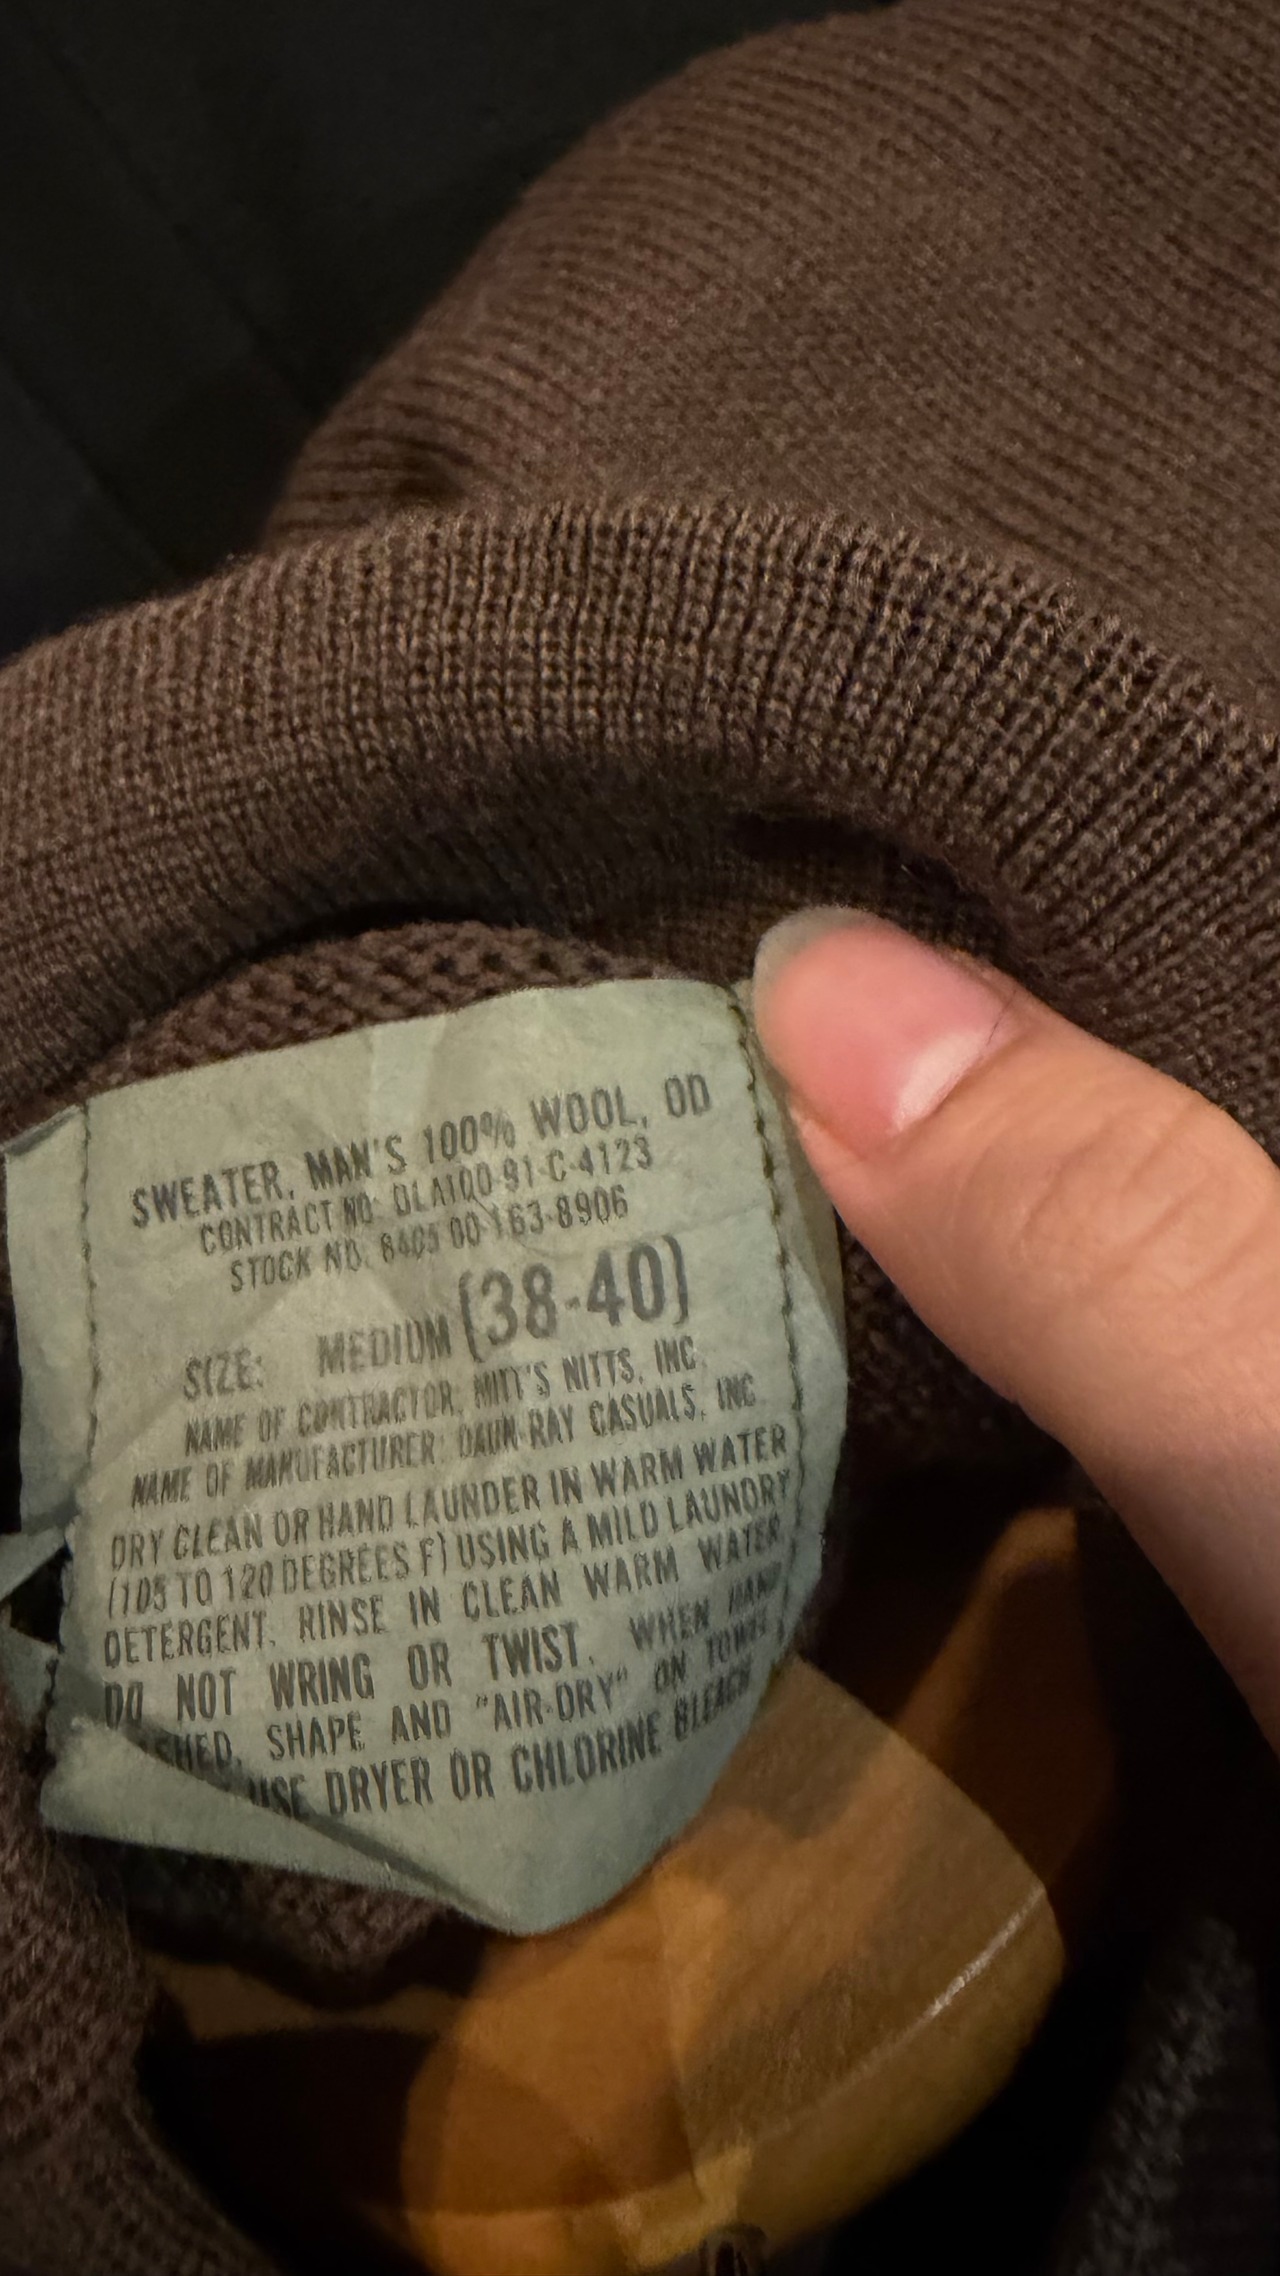 SWEATER, MAN'S 100% WOOL, OD
CONTRACT NO: DLA100-91-C-4123
STOCK NO. 8405 00-163-8906
SIZE: MEDIUM (38-40)
NAME OF CONTRACTOR: MITT'S NITTS, INC.
NAME OF MANUFACTURER: DAUN-RAY CASUALS, INC.
DRY CLEAN OR HAND LAUNDER IN WARM WATER
(105 TO 120 DEGREES F) USING A MILD LAUNDRY
DETERGENT. RINSE IN CLEAN WARM WATER.
DO NOT WRING OR TWIST. WHEN HAND
SHED, SHAPE AND "AIR-DRY" ON TOWEL
USE DRYER OR CHLORINE BLEACH